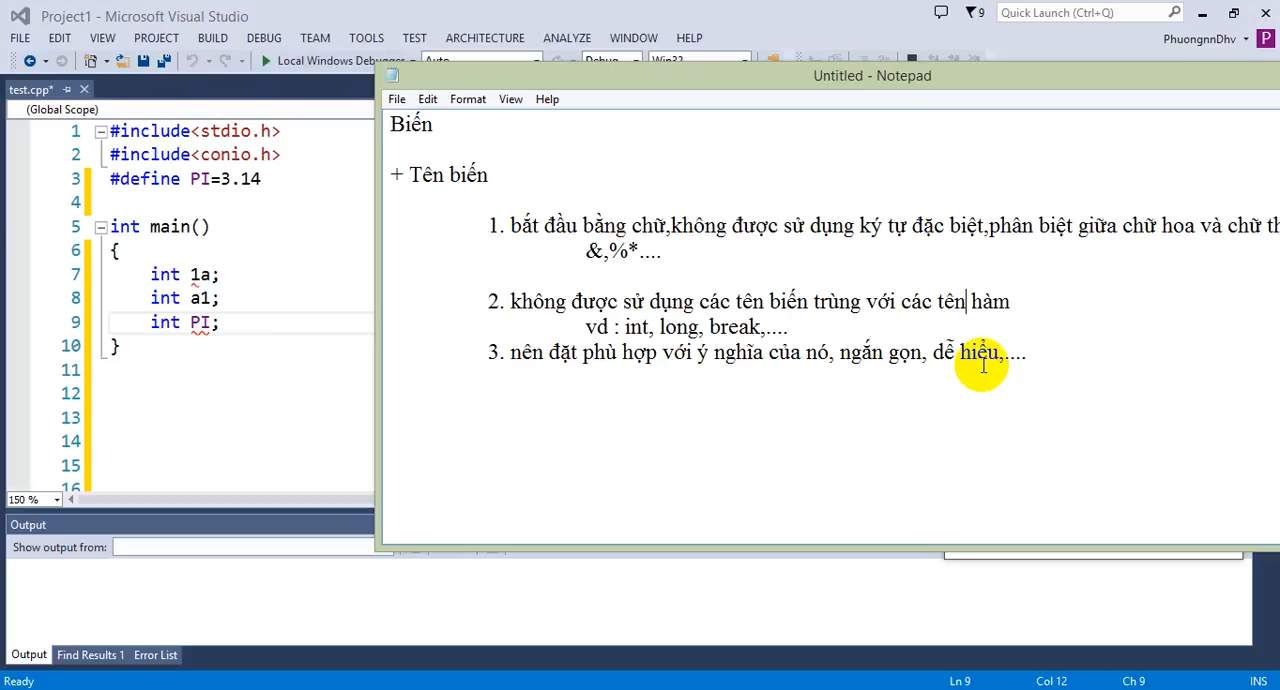 Project1 - Microsoft Visual Studio
9
Quick Launch (Ctrl+Q)
FILE EDIT VIEW PROJECT BUILD DEBUG TEAM TOOLS TEST ARCHITECTURE ANALYZE WINDOW HELP
PhuongnnDhv
P
Local Windows Debugger
Auto
Debug
Win32
test.cpp*
(Global Scope)
1 #include<stdio.h>
2 #include<conio.h>
3 #define PI=3.14
4
5 int main()
6 {
7 int 1a;
8 int a1;
9 int PI;
10 }
11
12
13
14
15
16
150 %
Untitled - Notepad
File Edit Format View Help
Biến
+ Tên biến
1. bắt đầu bằng chữ,không được sử dụng ký tự đặc biệt,phân biệt giữa chữ hoa và chữ th
&,%*....
2. không được sử dụng các tên biến trùng với các tên hàm
vd : int, long, break,....
3. nên đặt phù hợp với ý nghĩa của nó, ngắn gọn, dễ hiểu,....
Output
Show output from:
Output Find Results 1 Error List
Ready
Ln 9 Col 12 Ch 9 INS